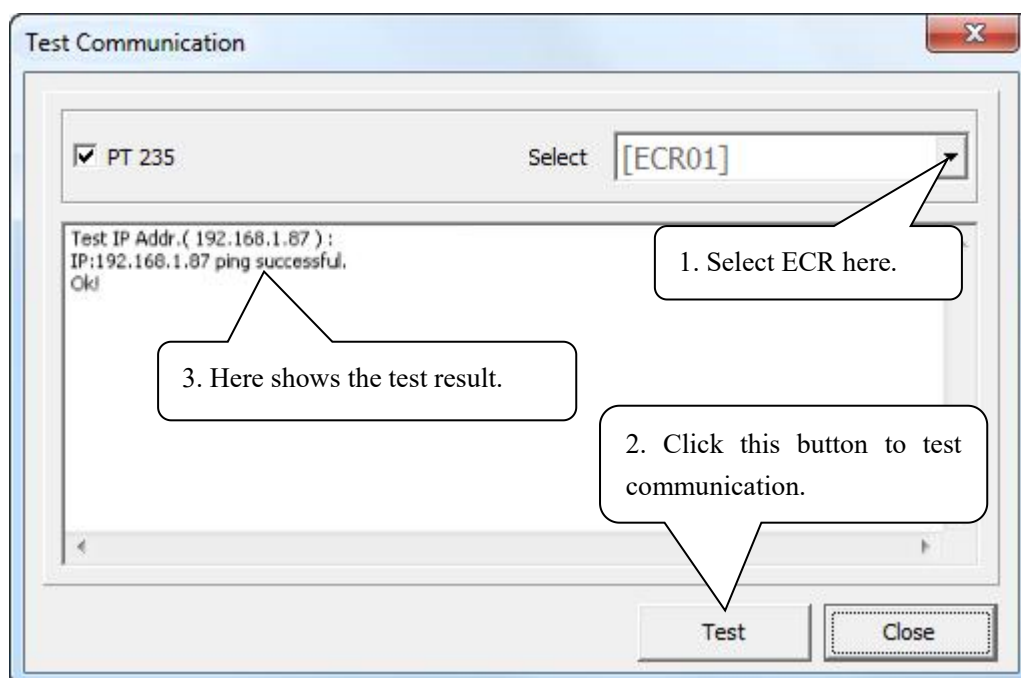 Test Communication
PT 235
Select [ECR01]
Test IP Addr.( 192.168.1.87 ) :
IP:192.168.1.87 ping successful.
Ok!
1. Select ECR here.
3. Here shows the test result.
2. Click this button to test
communication.
Test
Close